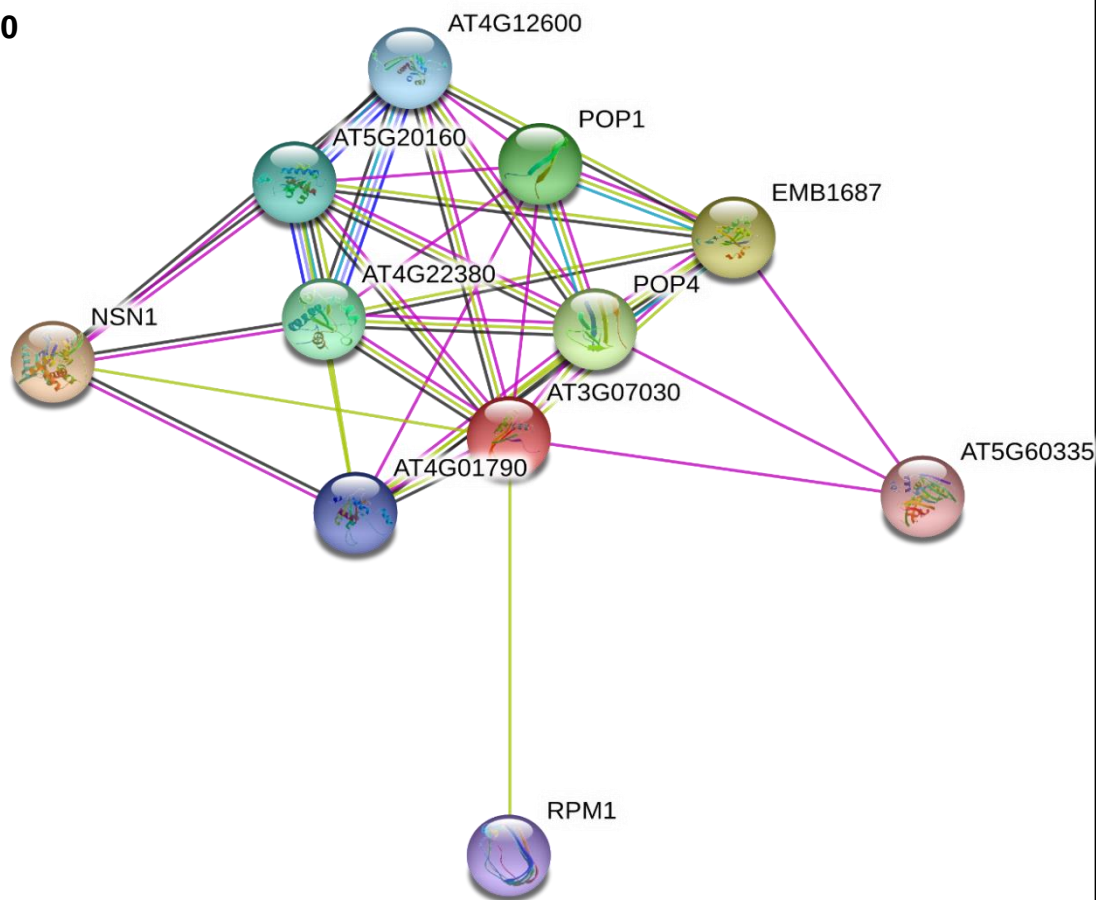 0
AT4G12600
POP1
AT5G20160
EMB1687
AT4G22380
POP4
NSN1
AT3G07030
AT5G60335
AT4G01790
RPM1